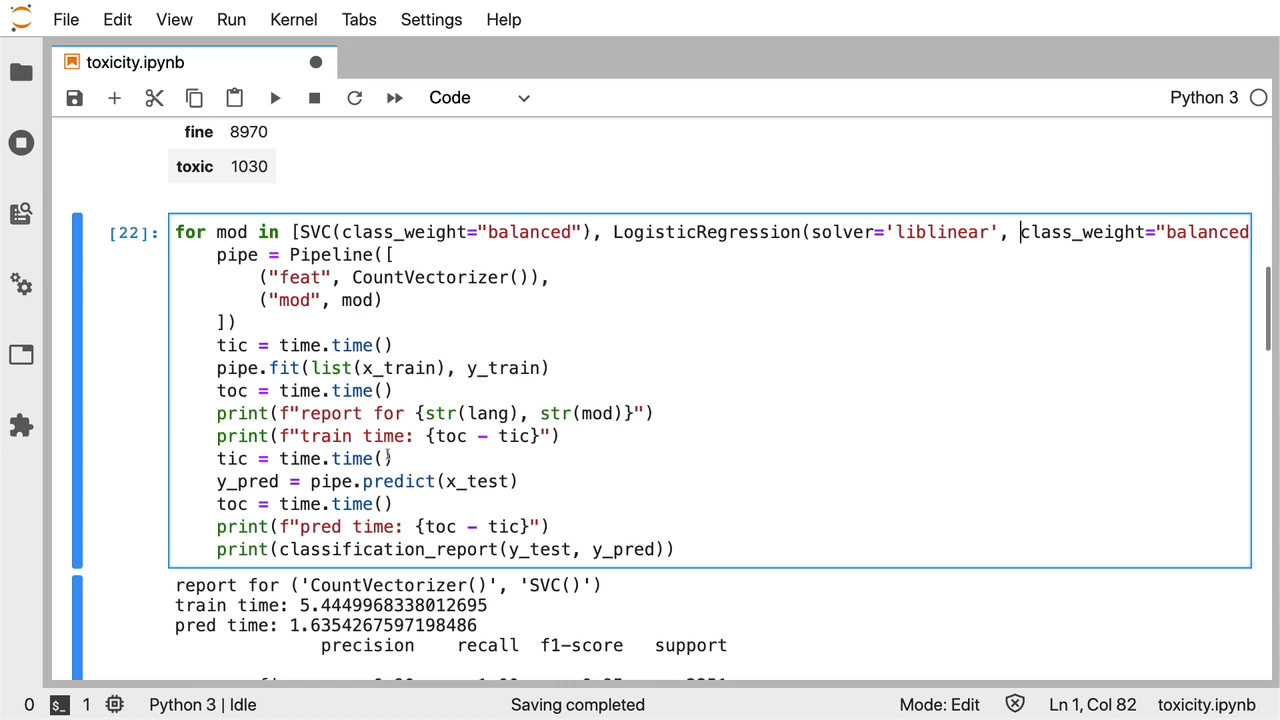 File Edit View Run Kernel Tabs Settings Help
toxicity.ipynb
Code Python 3
fine 8970
toxic 1030
[22]: for mod in [SVC(class_weight="balanced"), LogisticRegression(solver='liblinear', class_weight="balanced
pipe = Pipeline([
("feat", CountVectorizer()),
("mod", mod)
])
tic = time.time()
pipe.fit(list(x_train), y_train)
toc = time.time()
print(f"report for {str(lang), str(mod)}")
print(f"train time: {toc - tic}")
tic = time.time()
y_pred = pipe.predict(x_test)
toc = time.time()
print(f"pred time: {toc - tic}")
print(classification_report(y_test, y_pred))
report for ('CountVectorizer()', 'SVC()')
train time: 5.4449968338012695
pred time: 1.6354267597198486
precision recall f1-score support
0 $_ 1 Python 3 | Idle Saving completed Mode: Edit Ln 1, Col 82 toxicity.ipynb